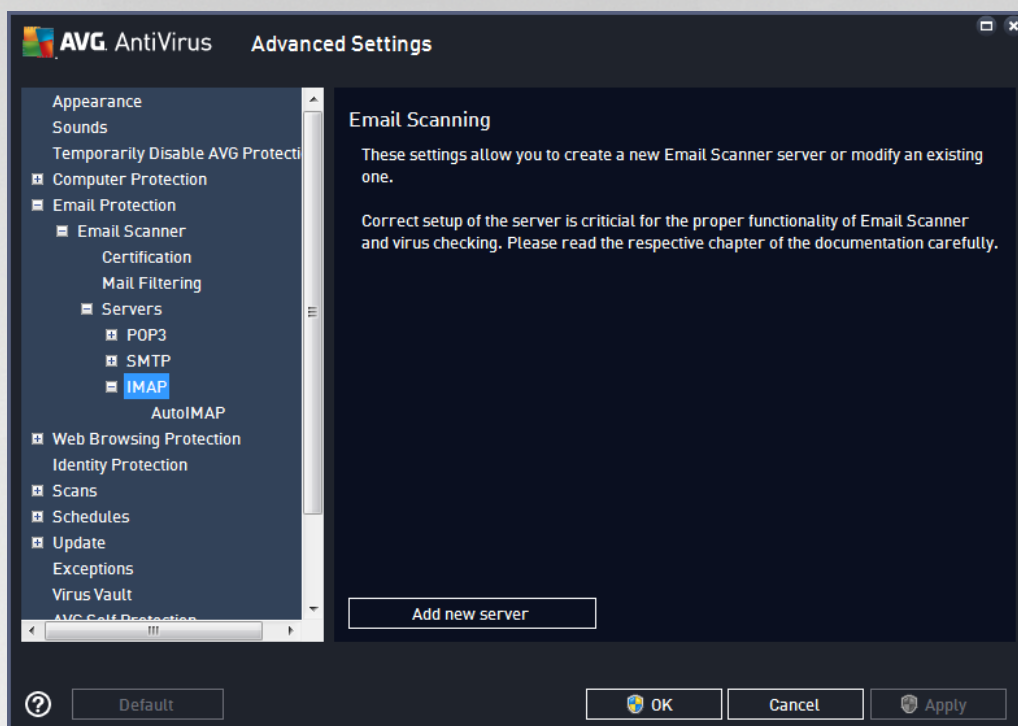 AVG. AntiVirus Advanced Settings
Appearance
Sounds
Temporarily Disable AVG Protecti
Computer Protection
Email Protection
Email Scanner
Certification
Mail Filtering
Servers
POP3
SMTP
IMAP
AutoIMAP
Web Browsing Protection
Identity Protection
Scans
Schedules
Update
Exceptions
Virus Vault
AVG Self Protection
Email Scanning
These settings allow you to create a new Email Scanner server or modify an existing
one.
Correct setup of the server is criticial for the proper functionality of Email Scanner
and virus checking. Please read the respective chapter of the documentation carefully.
Add new server
Default
OK
Cancel
Apply